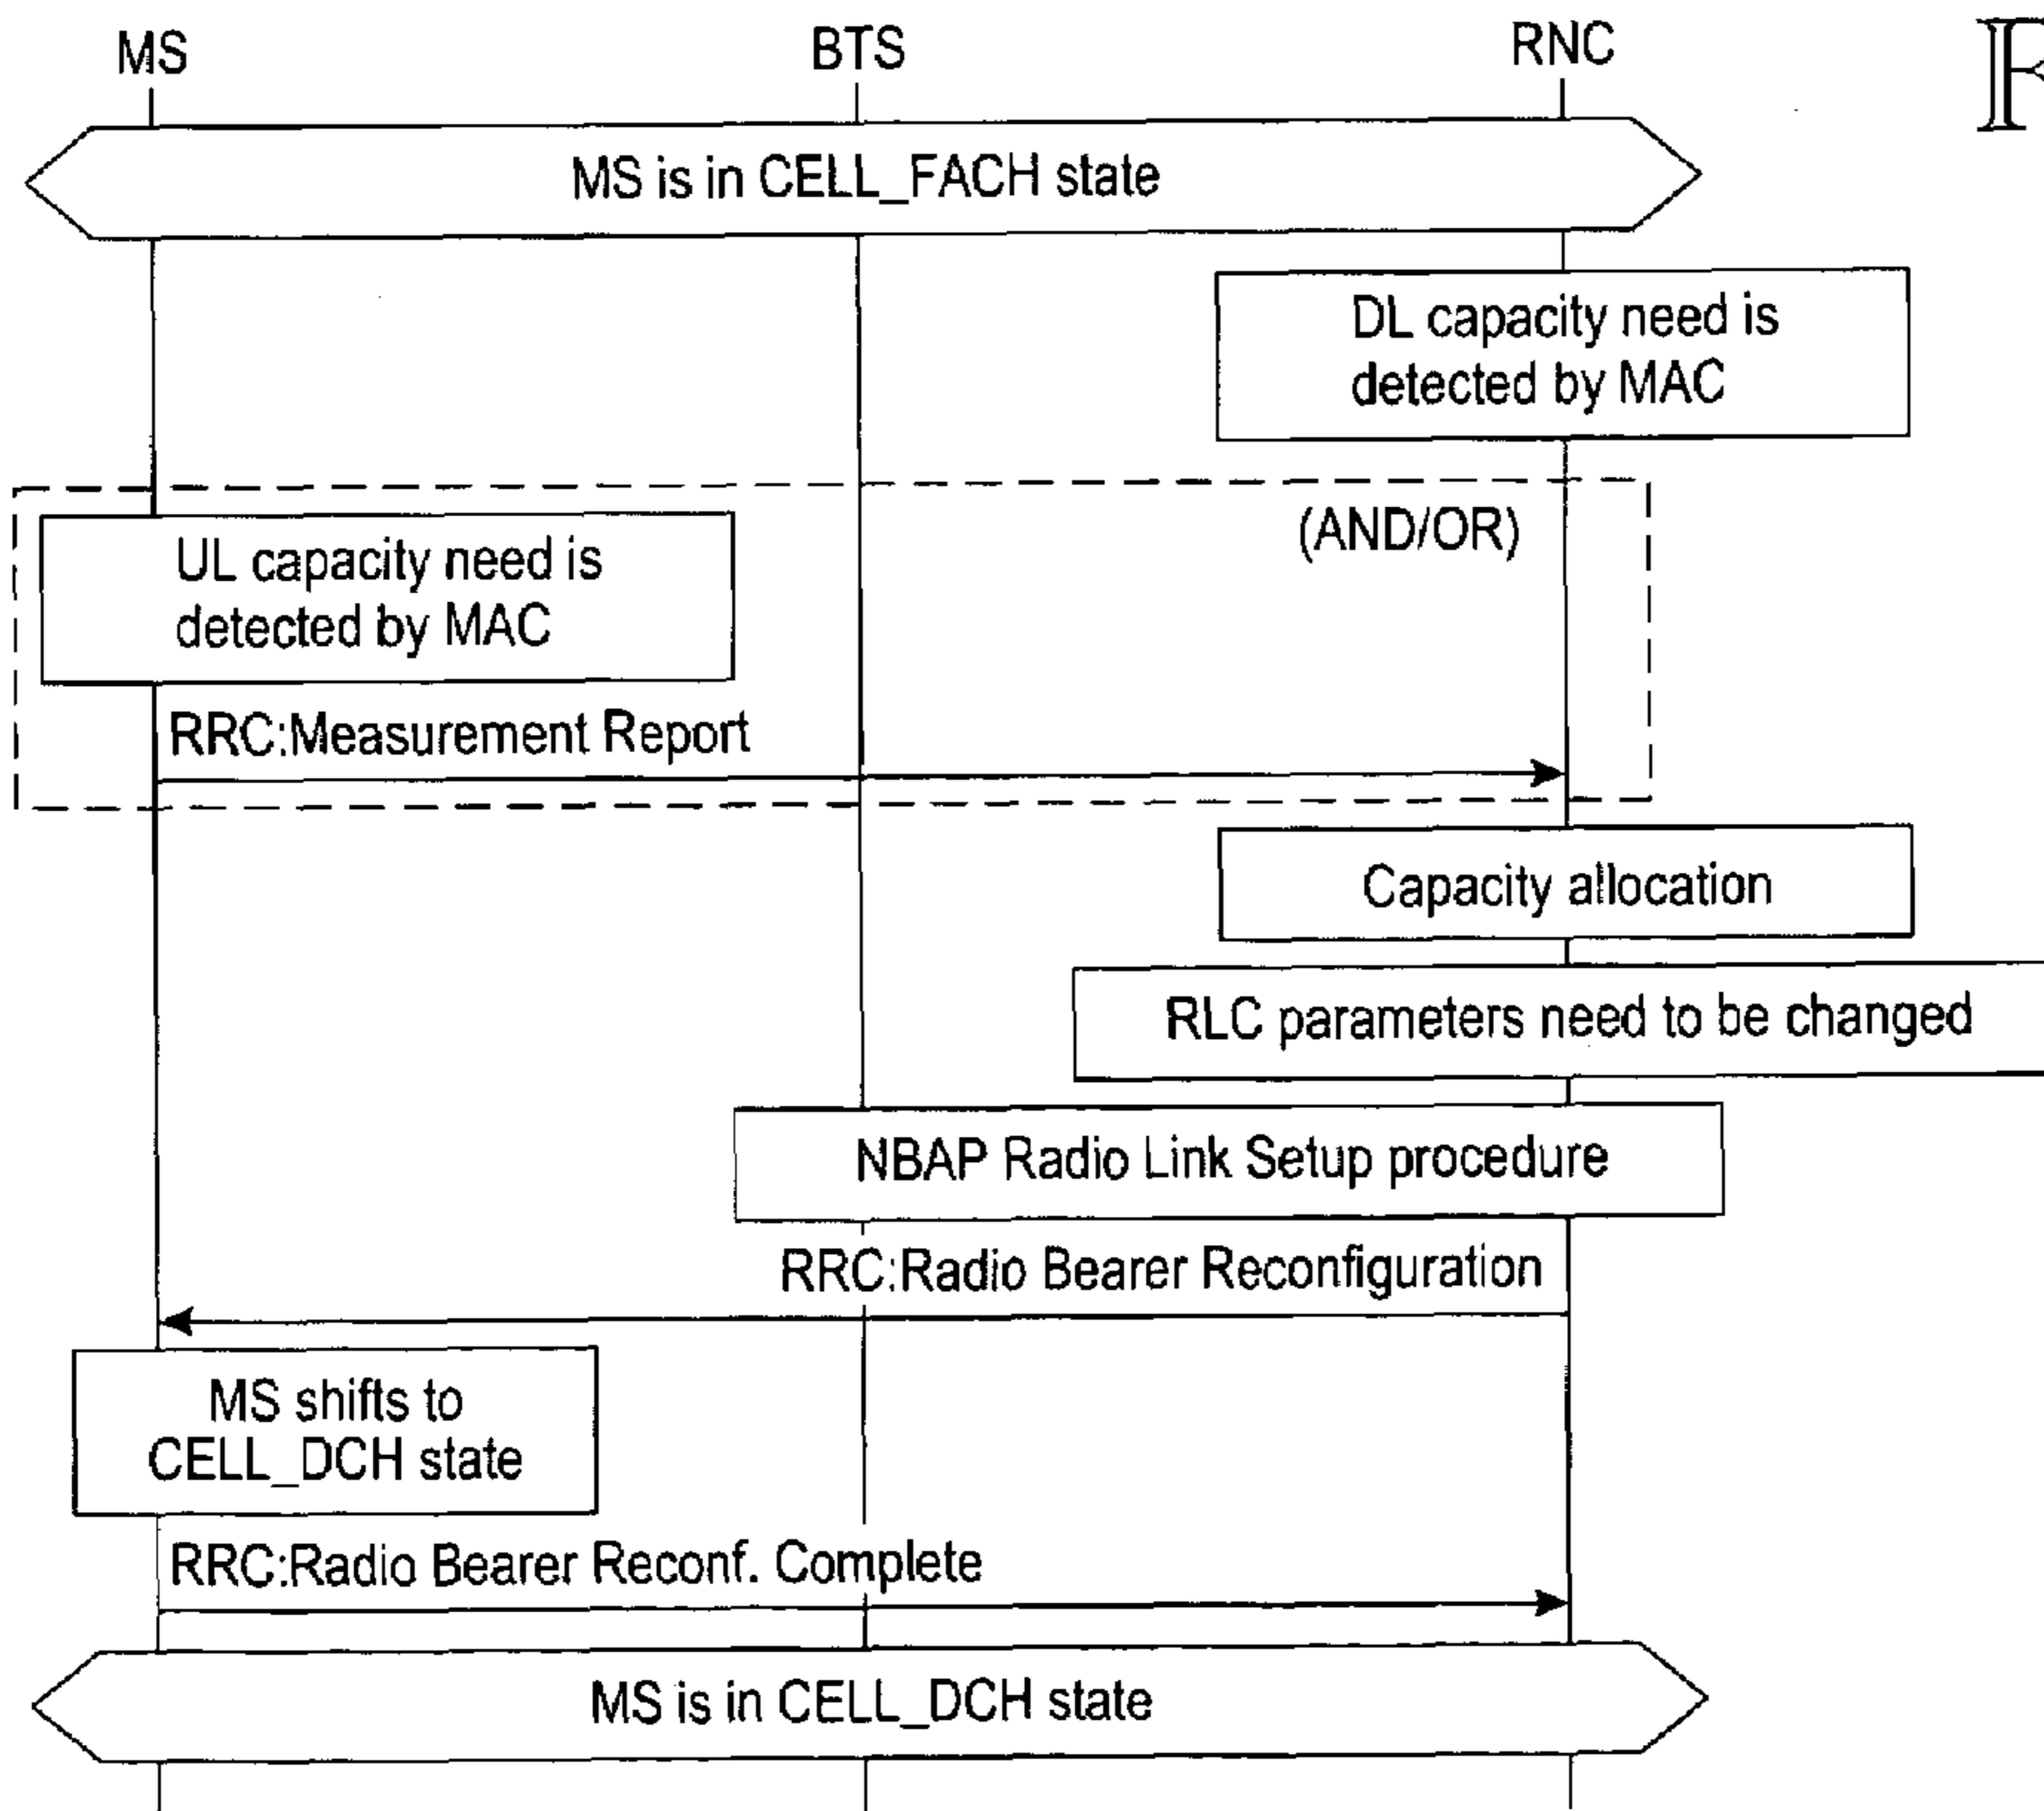 MS BTS RNC
MS is in CELL_FACH state
DL capacity need is
detected by MAC
(AND/OR)
UL capacity need is
detected by MAC
RRC:Measurement Report
Capacity allocation
RLC parameters need to be changed
NBAP Radio Link Setup procedure
RRC:Radio Bearer Reconfiguration
MS shifts to
CELL_DCH state
RRC:Radio Bearer Reconf. Complete
MS is in CELL_DCH state